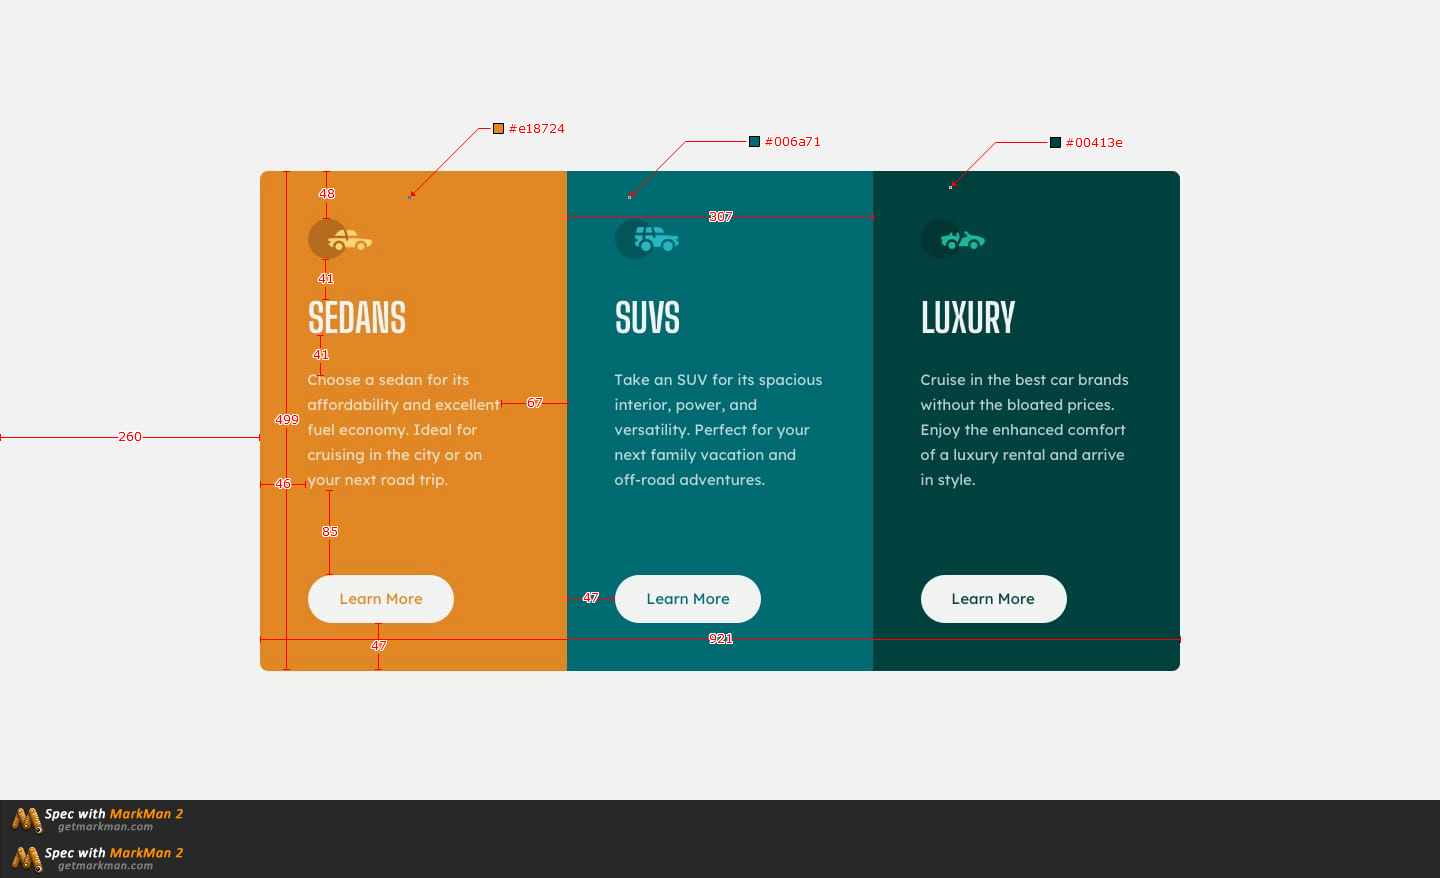 #e18724
#006a71
#00413e
48
307
41
SEDANS
SUVS
LUXURY
41
Choose a sedan for its
affordability and excellent
fuel economy. Ideal for
cruising in the city or on
your next road trip.
Take an SUV for its spacious
interior, power, and
versatility. Perfect for your
next family vacation and
off-road adventures.
Cruise in the best car brands
without the bloated prices.
Enjoy the enhanced comfort
of a luxury rental and arrive
in style.
67
499
260
46
85
Learn More
47
Learn More
Learn More
921
47
Spec with MarkMan 2
getmarkman.com
Spec with MarkMan 2
getmarkman.com